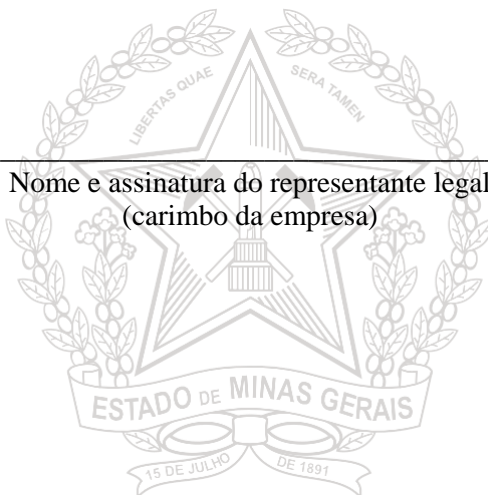 LIBERTAS QUAE SERA TAMEN
Nome e assinatura do representante legal
(carimbo da empresa)
ESTADO DE MINAS GERAIS
15 DE JULHO DE 1891